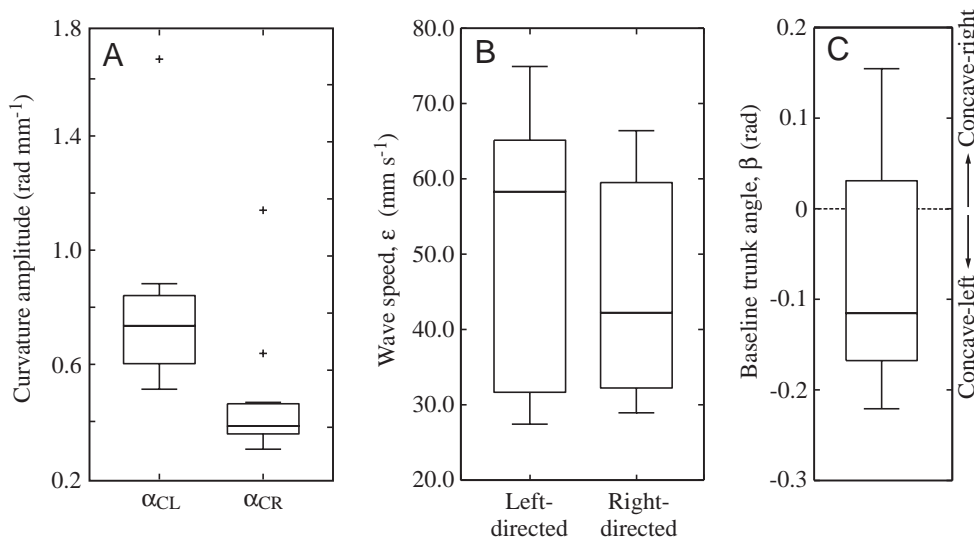 A
Curvature amplitude (rad mm⁻¹)
1.8
1.4
1.0
0.6
0.2
αCL
αCR
B
Wave speed, ε (mm s⁻¹)
80.0
70.0
60.0
50.0
40.0
30.0
20.0
Left-
directed
Right-
directed
C
Baseline trunk angle, β (rad)
0.2
0.1
0
-0.1
-0.2
-0.3
Concave-right
Concave-left